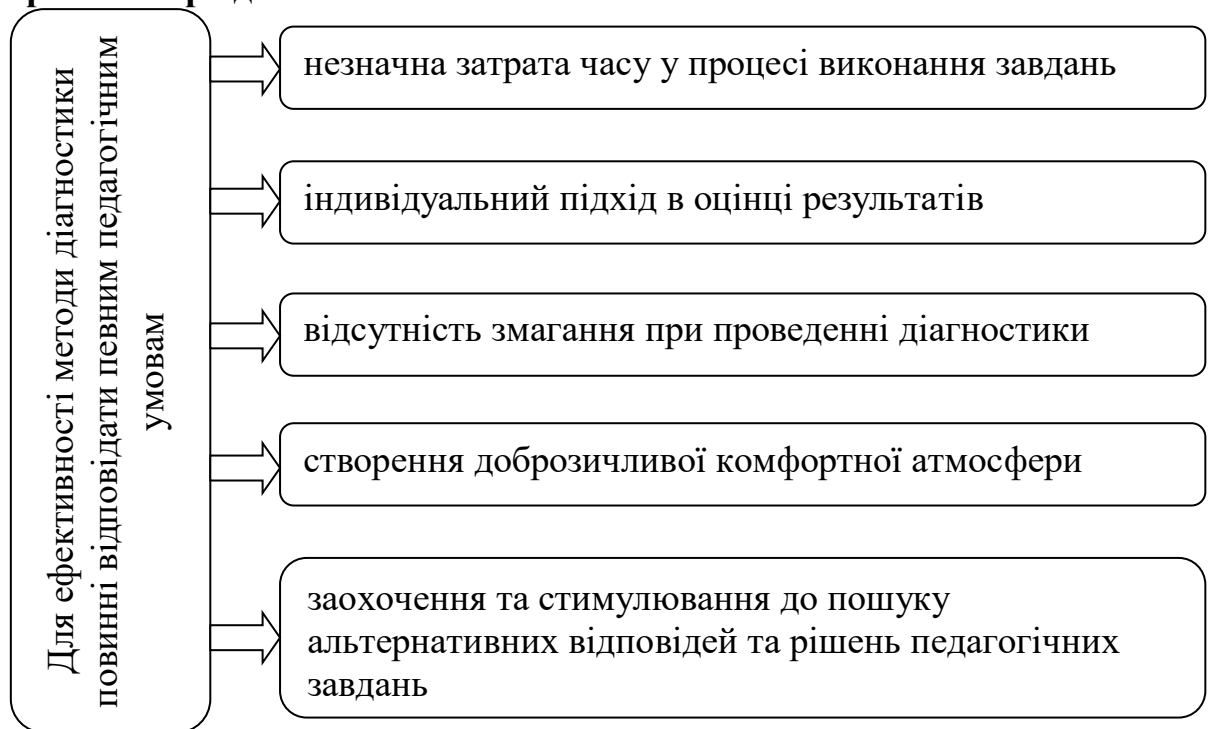 Для ефективності методи діагностики
повинні відповідати певним педагогічним
умовам
незначна затрата часу у процесі виконання завдань
індивідуальний підхід в оцінці результатів
відсутність змагання при проведенні діагностики
створення доброзичливої комфортної атмосфери
заохочення та стимулювання до пошуку
альтернативних відповідей та рішень педагогічних
завдань